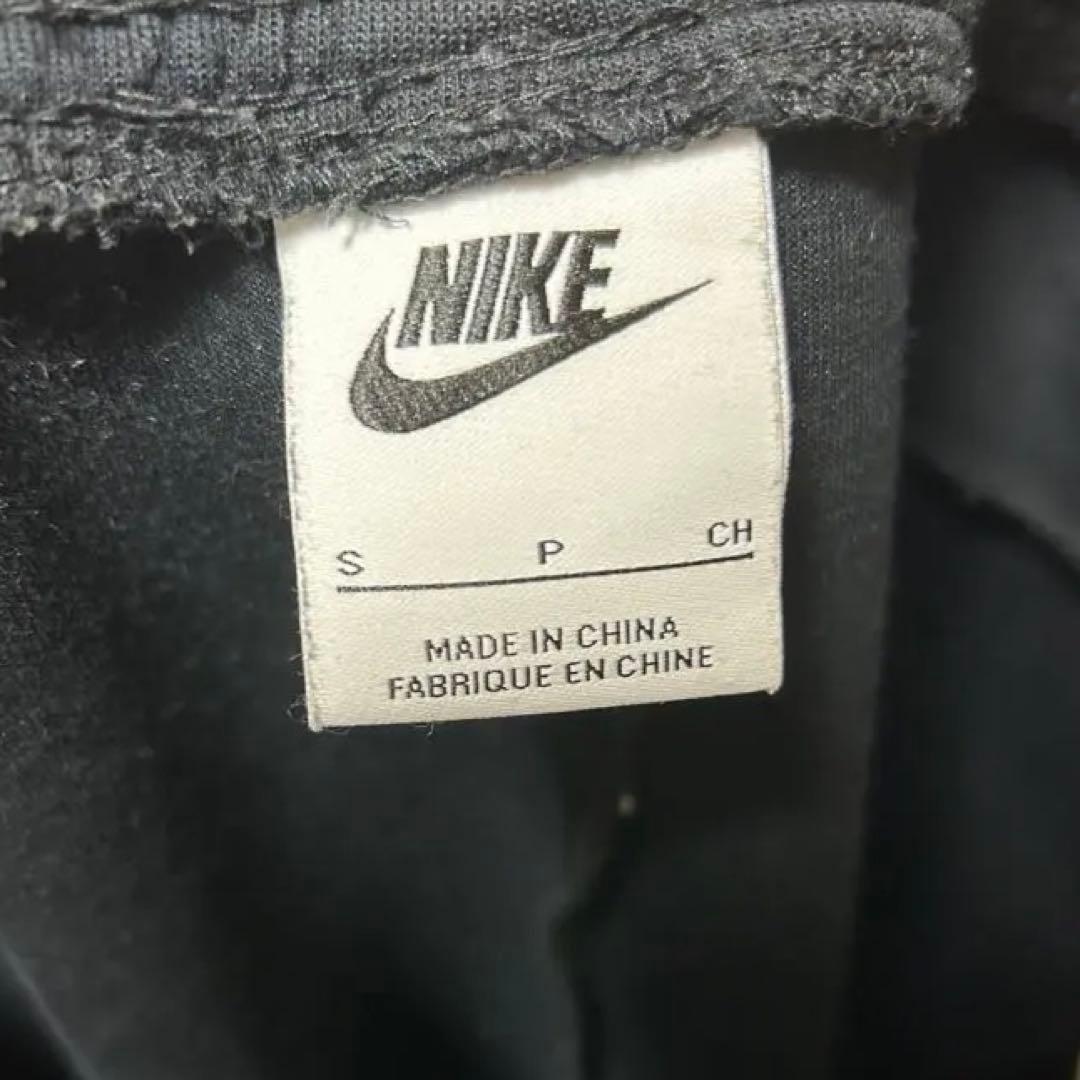 NIKE
S P CH
MADE IN CHINA
FABRIQUE EN CHINE